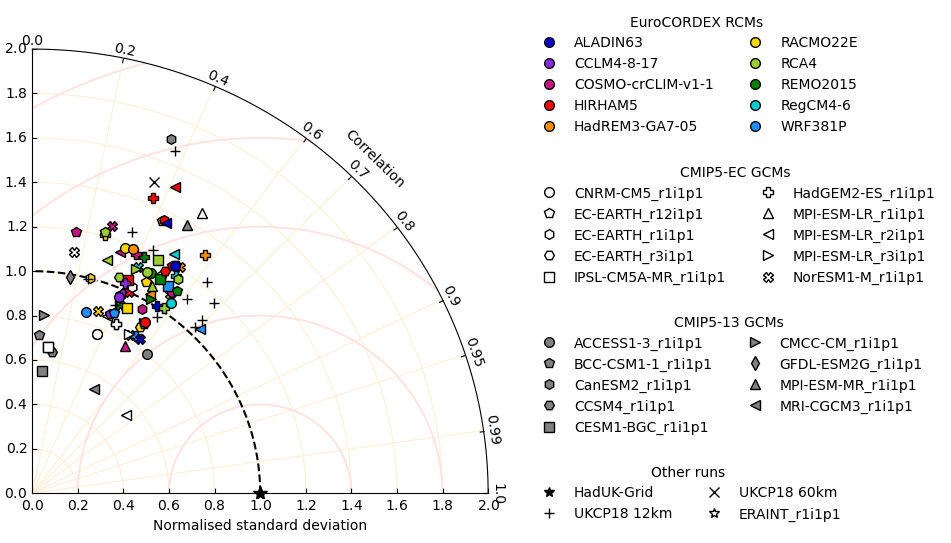 EuroCORDEX RCMs
ALADIN63 RACMO22E
CCLM4-8-17 RCA4
COSMO-crCLIM-v1-1 REMO2015
HIRHAM5 RegCM4-6
HadREM3-GA7-05 WRF381P
CMIP5-EC GCMs
CNRM-CM5_r1i1p1 HadGEM2-ES_r1i1p1
EC-EARTH_r12i1p1 MPI-ESM-LR_r1i1p1
EC-EARTH_r1i1p1 MPI-ESM-LR_r2i1p1
EC-EARTH_r3i1p1 MPI-ESM-LR_r3i1p1
IPSL-CM5A-MR_r1i1p1 NorESM1-M_r1i1p1
CMIP5-13 GCMs
ACCESS1-3_r1i1p1 CMCC-CM_r1i1p1
BCC-CSM1-1_r1i1p1 GFDL-ESM2G_r1i1p1
CanESM2_r1i1p1 MPI-ESM-MR_r1i1p1
CCSM4_r1i1p1 MRI-CGCM3_r1i1p1
CESM1-BGC_r1i1p1
Other runs
HadUK-Grid UKCP18 60km
UKCP18 12km ERAINT_r1i1p1
0.0
0.2
0.4
0.6
0.7
0.8
0.9
0.95
0.99
1.0
Correlation
2.0
1.8
1.6
1.4
1.2
1.0
0.8
0.6
0.4
0.2
0.0
0.0 0.2 0.4 0.6 0.8 1.0 1.2 1.4 1.6 1.8 2.0
Normalised standard deviation